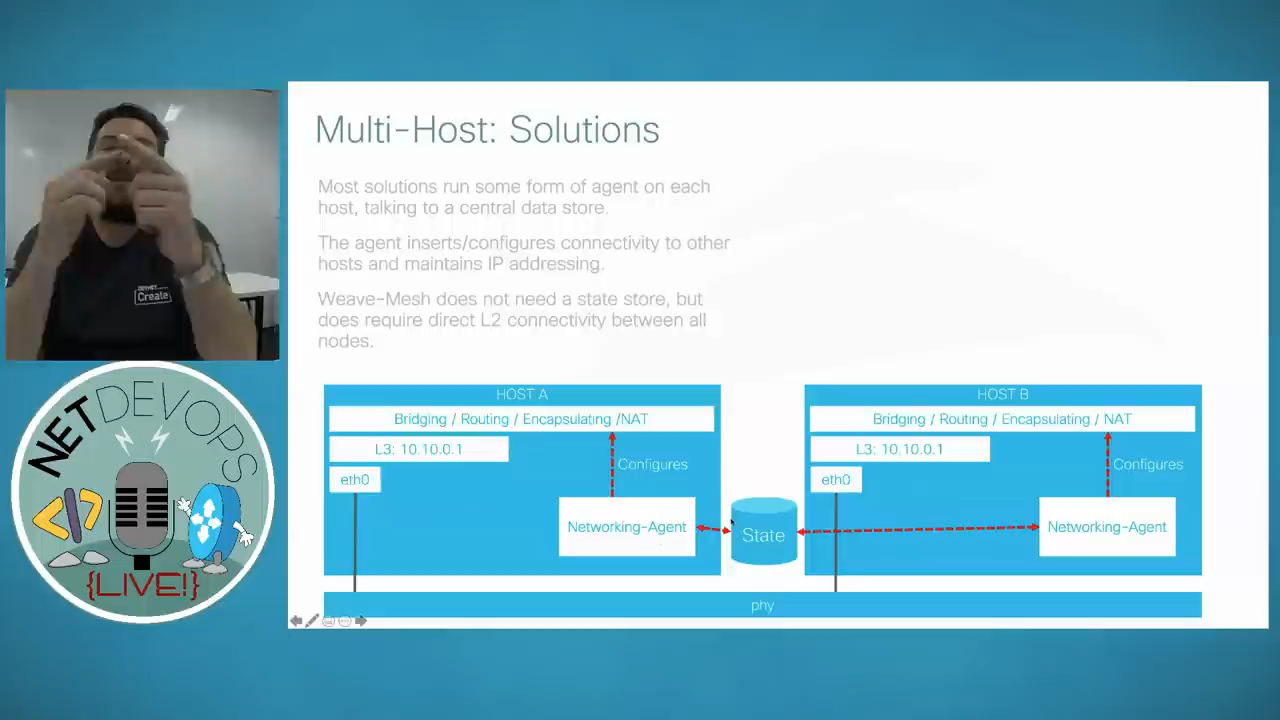 Multi-Host: Solutions
Most solutions run some form of agent on each
host, talking to a central data store.
The agent inserts/configures connectivity to other
hosts and maintains IP addressing.
Weave-Mesh does not need a state store, but
does require direct L2 connectivity between all
nodes.
HOST A
Bridging / Routing / Encapsulating /NAT
L3: 10.10.0.1
eth0
Configures
Networking-Agent
State
HOST B
Bridging / Routing / Encapsulating / NAT
L3: 10.10.0.1
eth0
Configures
Networking-Agent
phy
Create
NETDEVOPS
</>
{LIVE!}